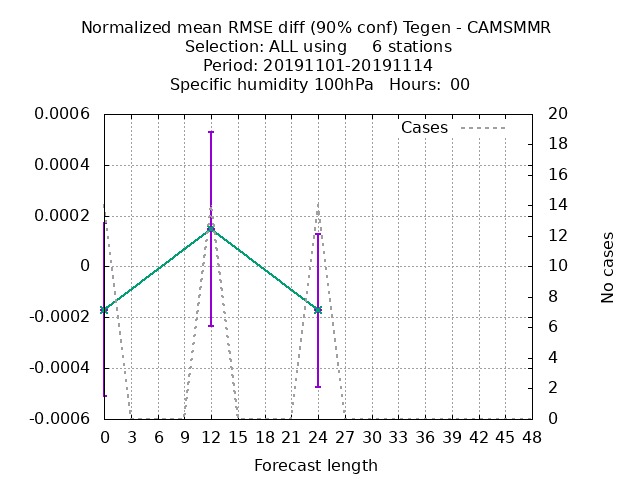 Normalized mean RMSE diff (90% conf) Tegen - CAMSMMR
Selection: ALL using     6 stations
Period: 20191101-20191114
Specific humidity 100hPa   Hours:  00
Cases
0.0006
0.0004
0.0002
0
-0.0002
-0.0004
-0.0006
20
18
16
14
12
10
8
6
4
2
0
No cases
0 3 6 9 12 15 18 21 24 27 30 33 36 39 42 45 48
Forecast length